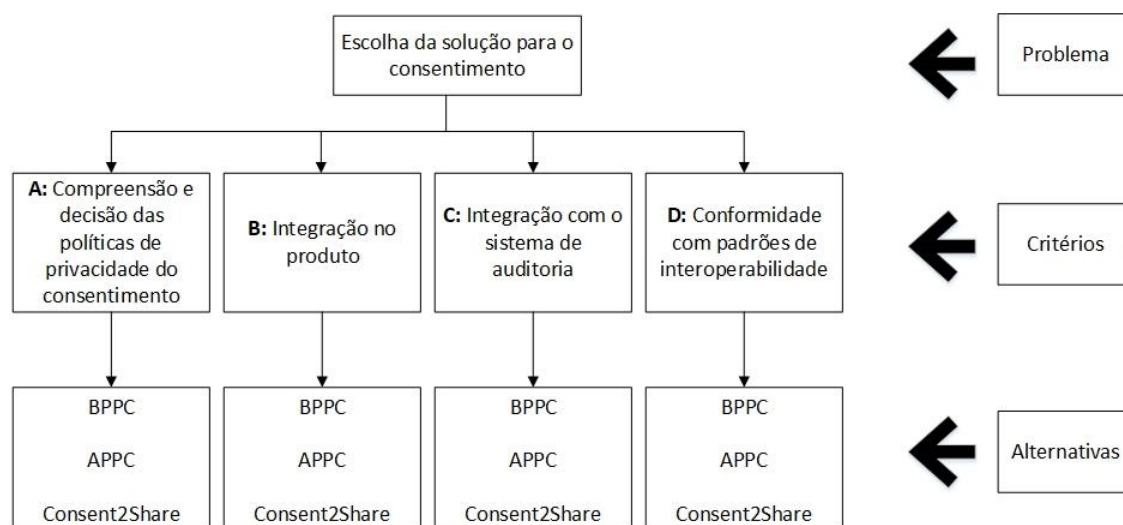 Escolha da solução para o
consentimento
Problema
A: Compreensão e
decisão das
políticas de
privacidade do
consentimento
B: Integração no
produto
C: Integração com o
sistema de
auditoria
D: Conformidade
com padrões de
interoperabilidade
Critérios
BPPC
APPC
Consent2Share
BPPC
APPC
Consent2Share
BPPC
APPC
Consent2Share
BPPC
APPC
Consent2Share
Alternativas